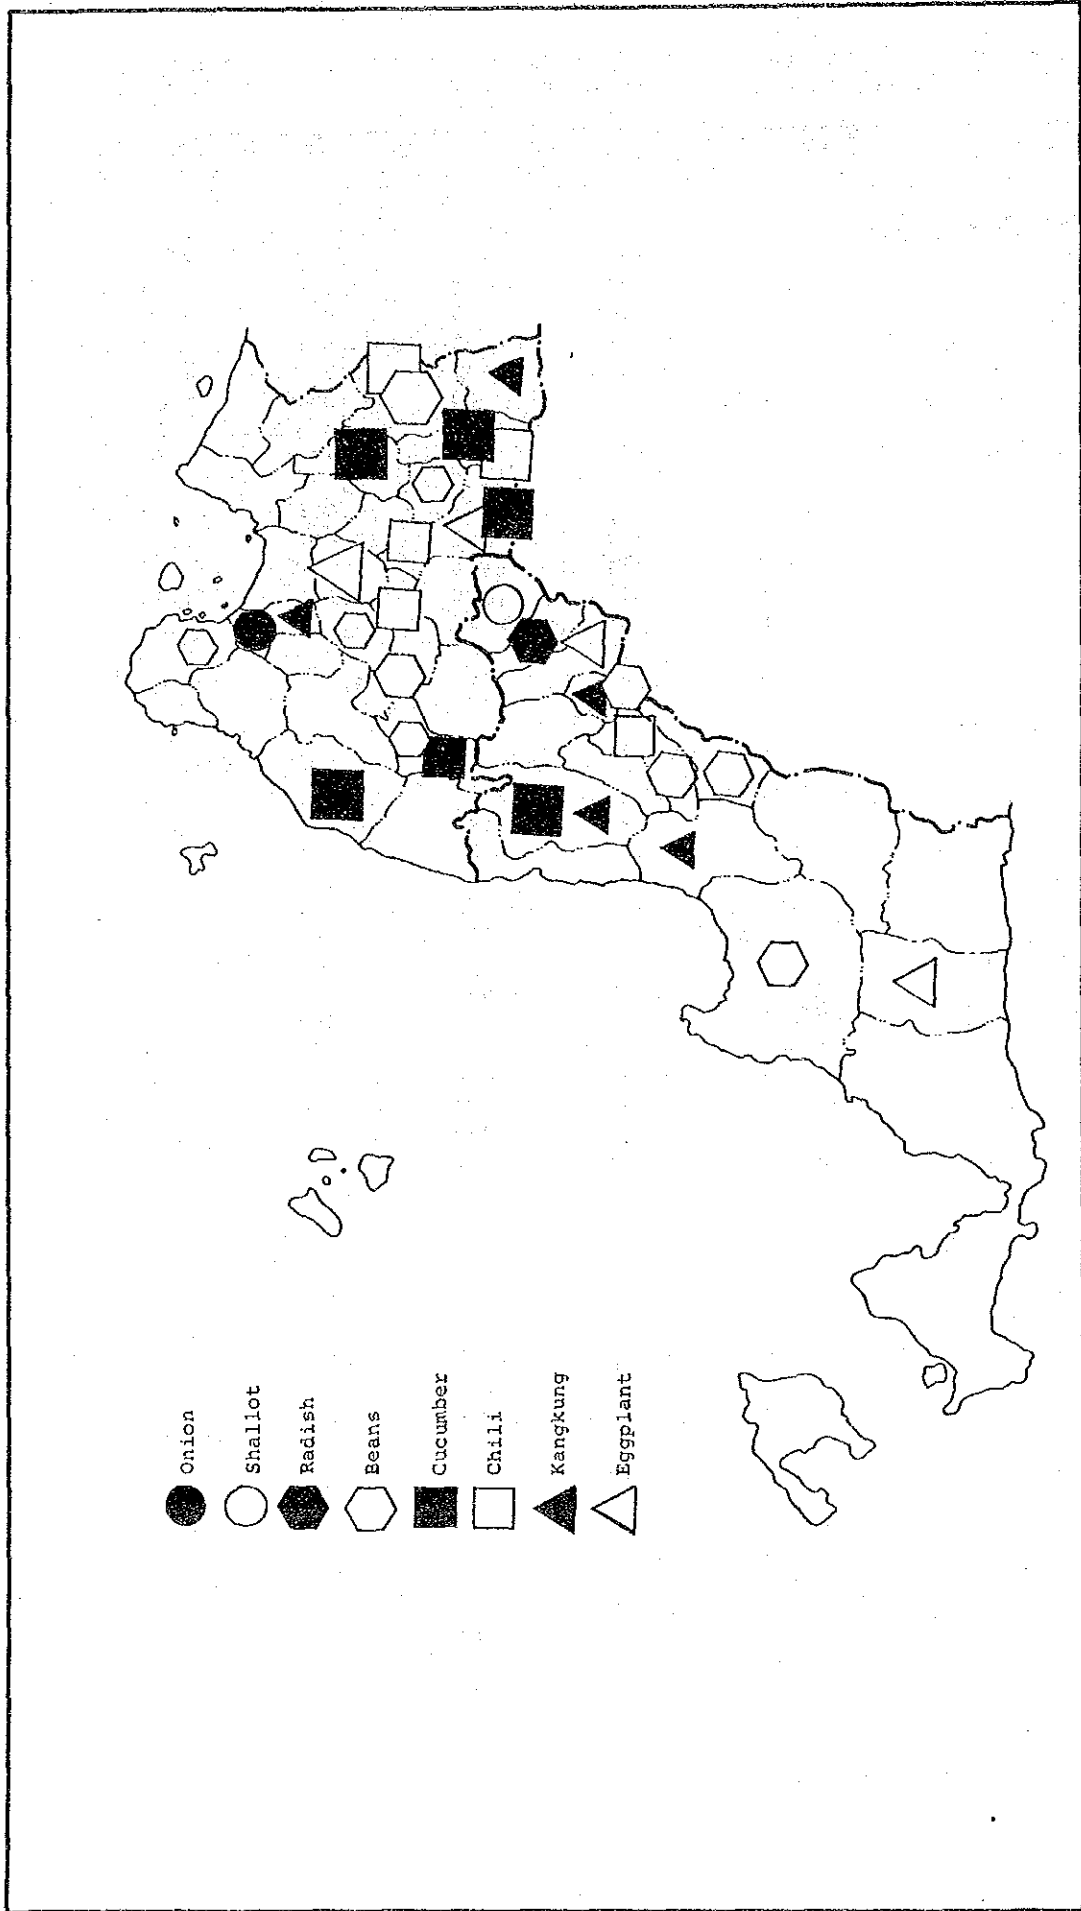 Onion
Shallot
Radish
Beans
Cucumber
Chili
Kangkung
Eggplant